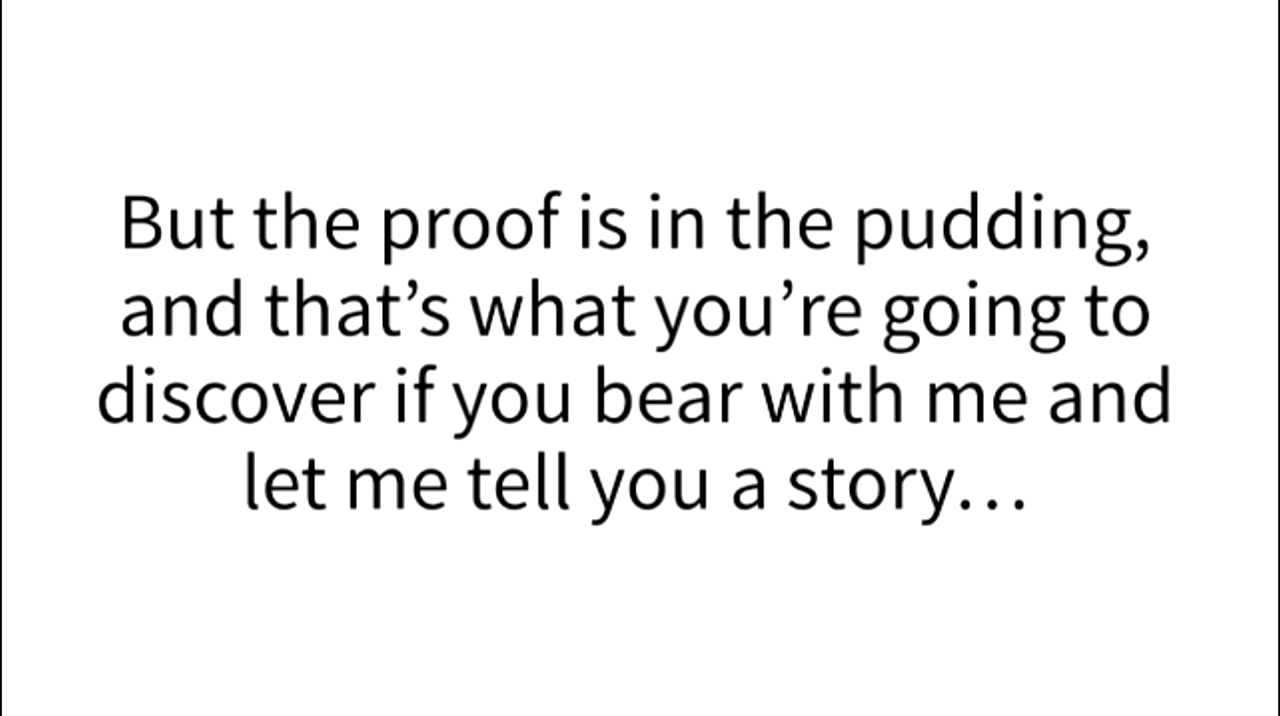 But the proof is in the pudding,
and that’s what you’re going to
discover if you bear with me and
let me tell you a story…